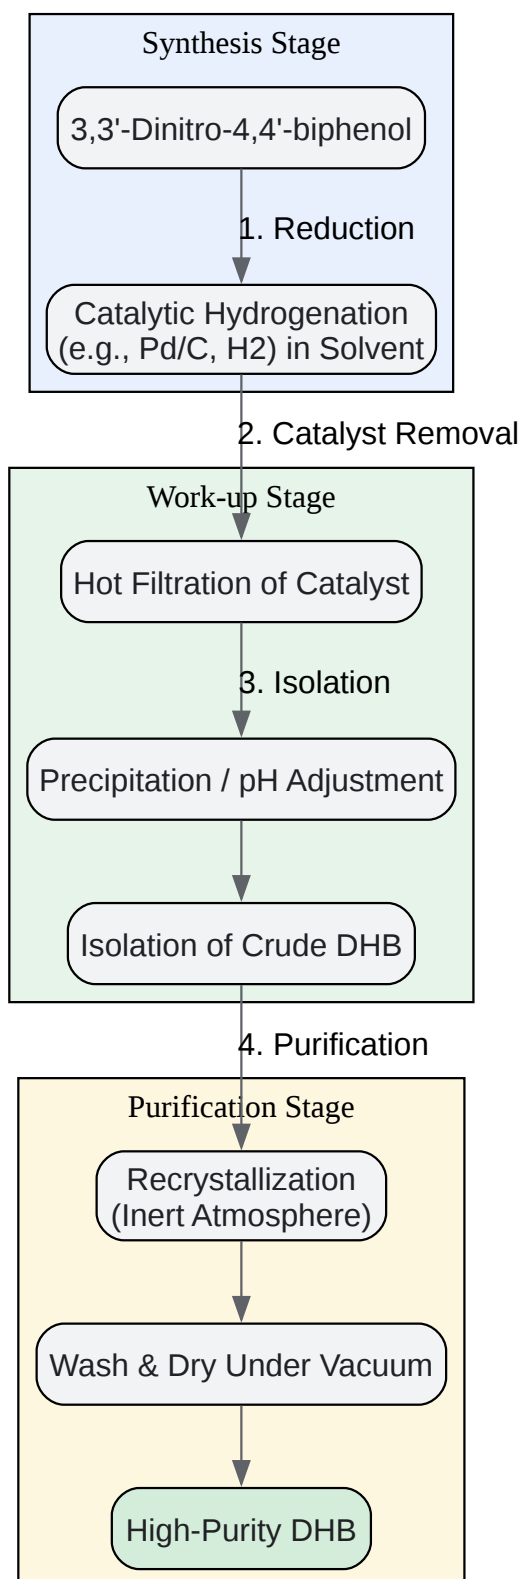 Synthesis Stage
3,3'-Dinitro-4,4'-biphenol
1. Reduction
Catalytic Hydrogenation
(e.g., Pd/C, H2) in Solvent
2. Catalyst Removal
Work-up Stage
Hot Filtration of Catalyst
3. Isolation
Precipitation / pH Adjustment
Isolation of Crude DHB
4. Purification
Purification Stage
Recrystallization
(Inert Atmosphere)
Wash & Dry Under Vacuum
High-Purity DHB